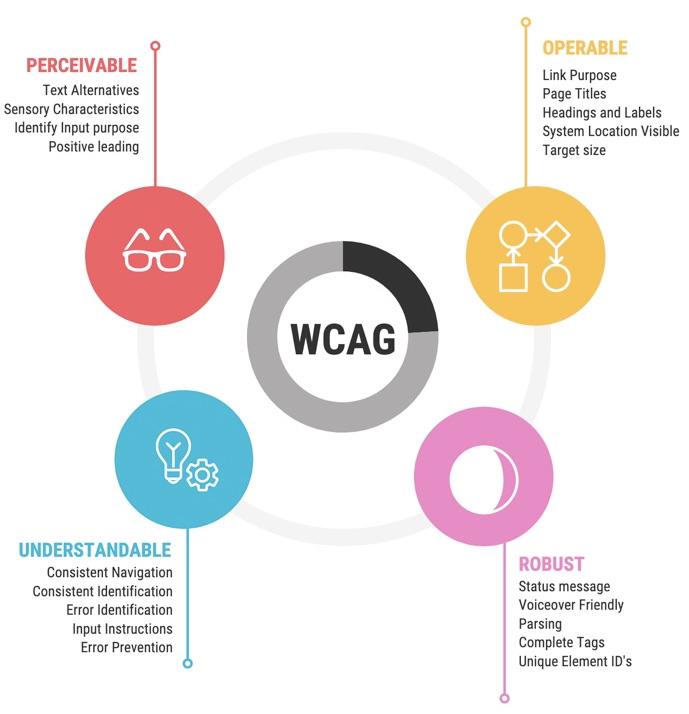 PERCEIVABLE
Text Alternatives
Sensory Characteristics
Identify Input purpose
Positive leading
OPERABLE
Link Purpose
Page Titles
Headings and Labels
System Location Visible
Target size
WCAG
UNDERSTANDABLE
Consistent Navigation
Consistent Identification
Error Identification
Input Instructions
Error Prevention
ROBUST
Status message
Voiceover Friendly
Parsing
Complete Tags
Unique Element ID's